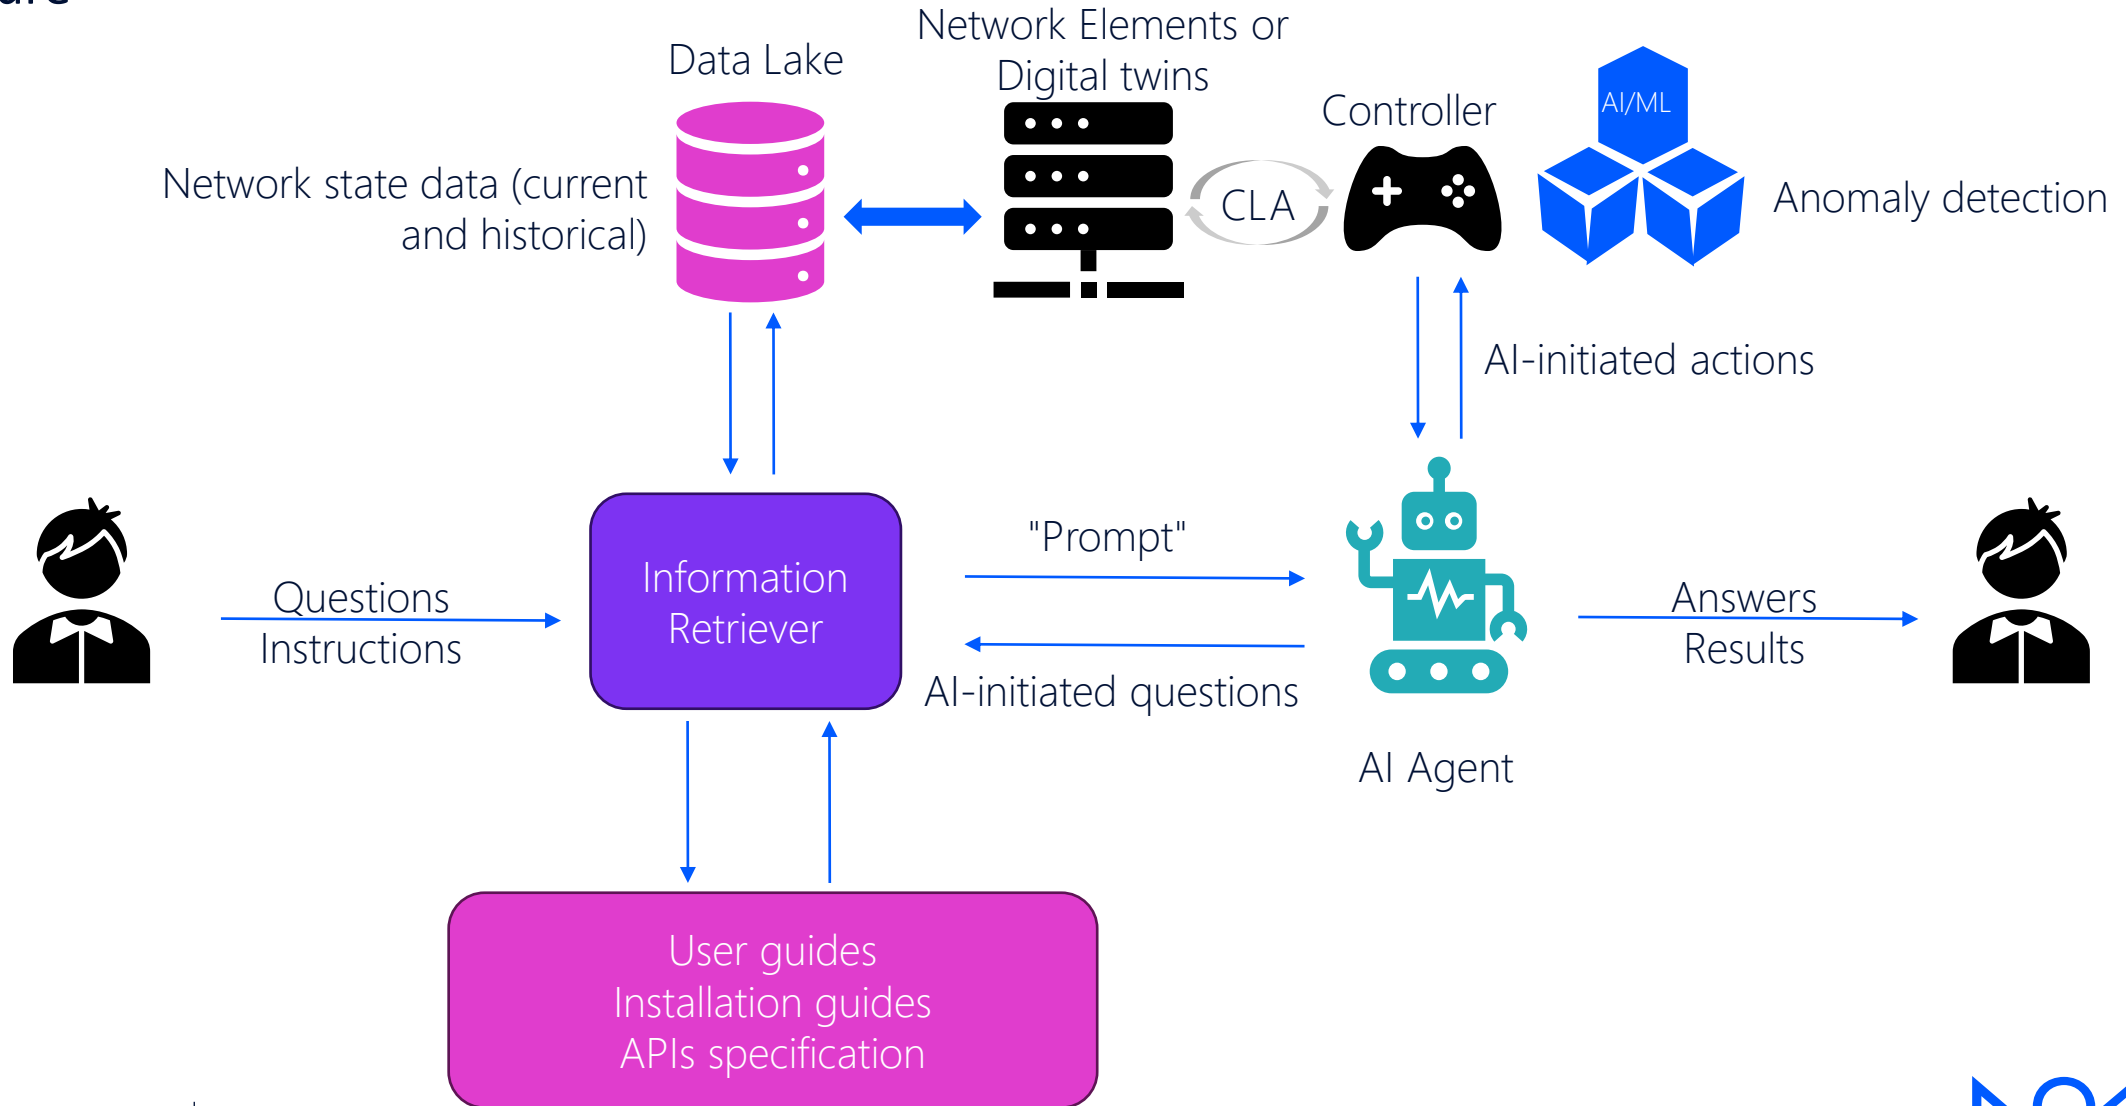 Data Lake
Network Elements or
Digital twins
Controller
AI/ML
Network state data (current
and historical)
CLA
Anomaly detection
AI-initiated actions
Questions
Instructions
Information
Retriever
"Prompt"
AI-initiated questions
Answers
Results
AI Agent
User guides
Installation guides
APIs specification